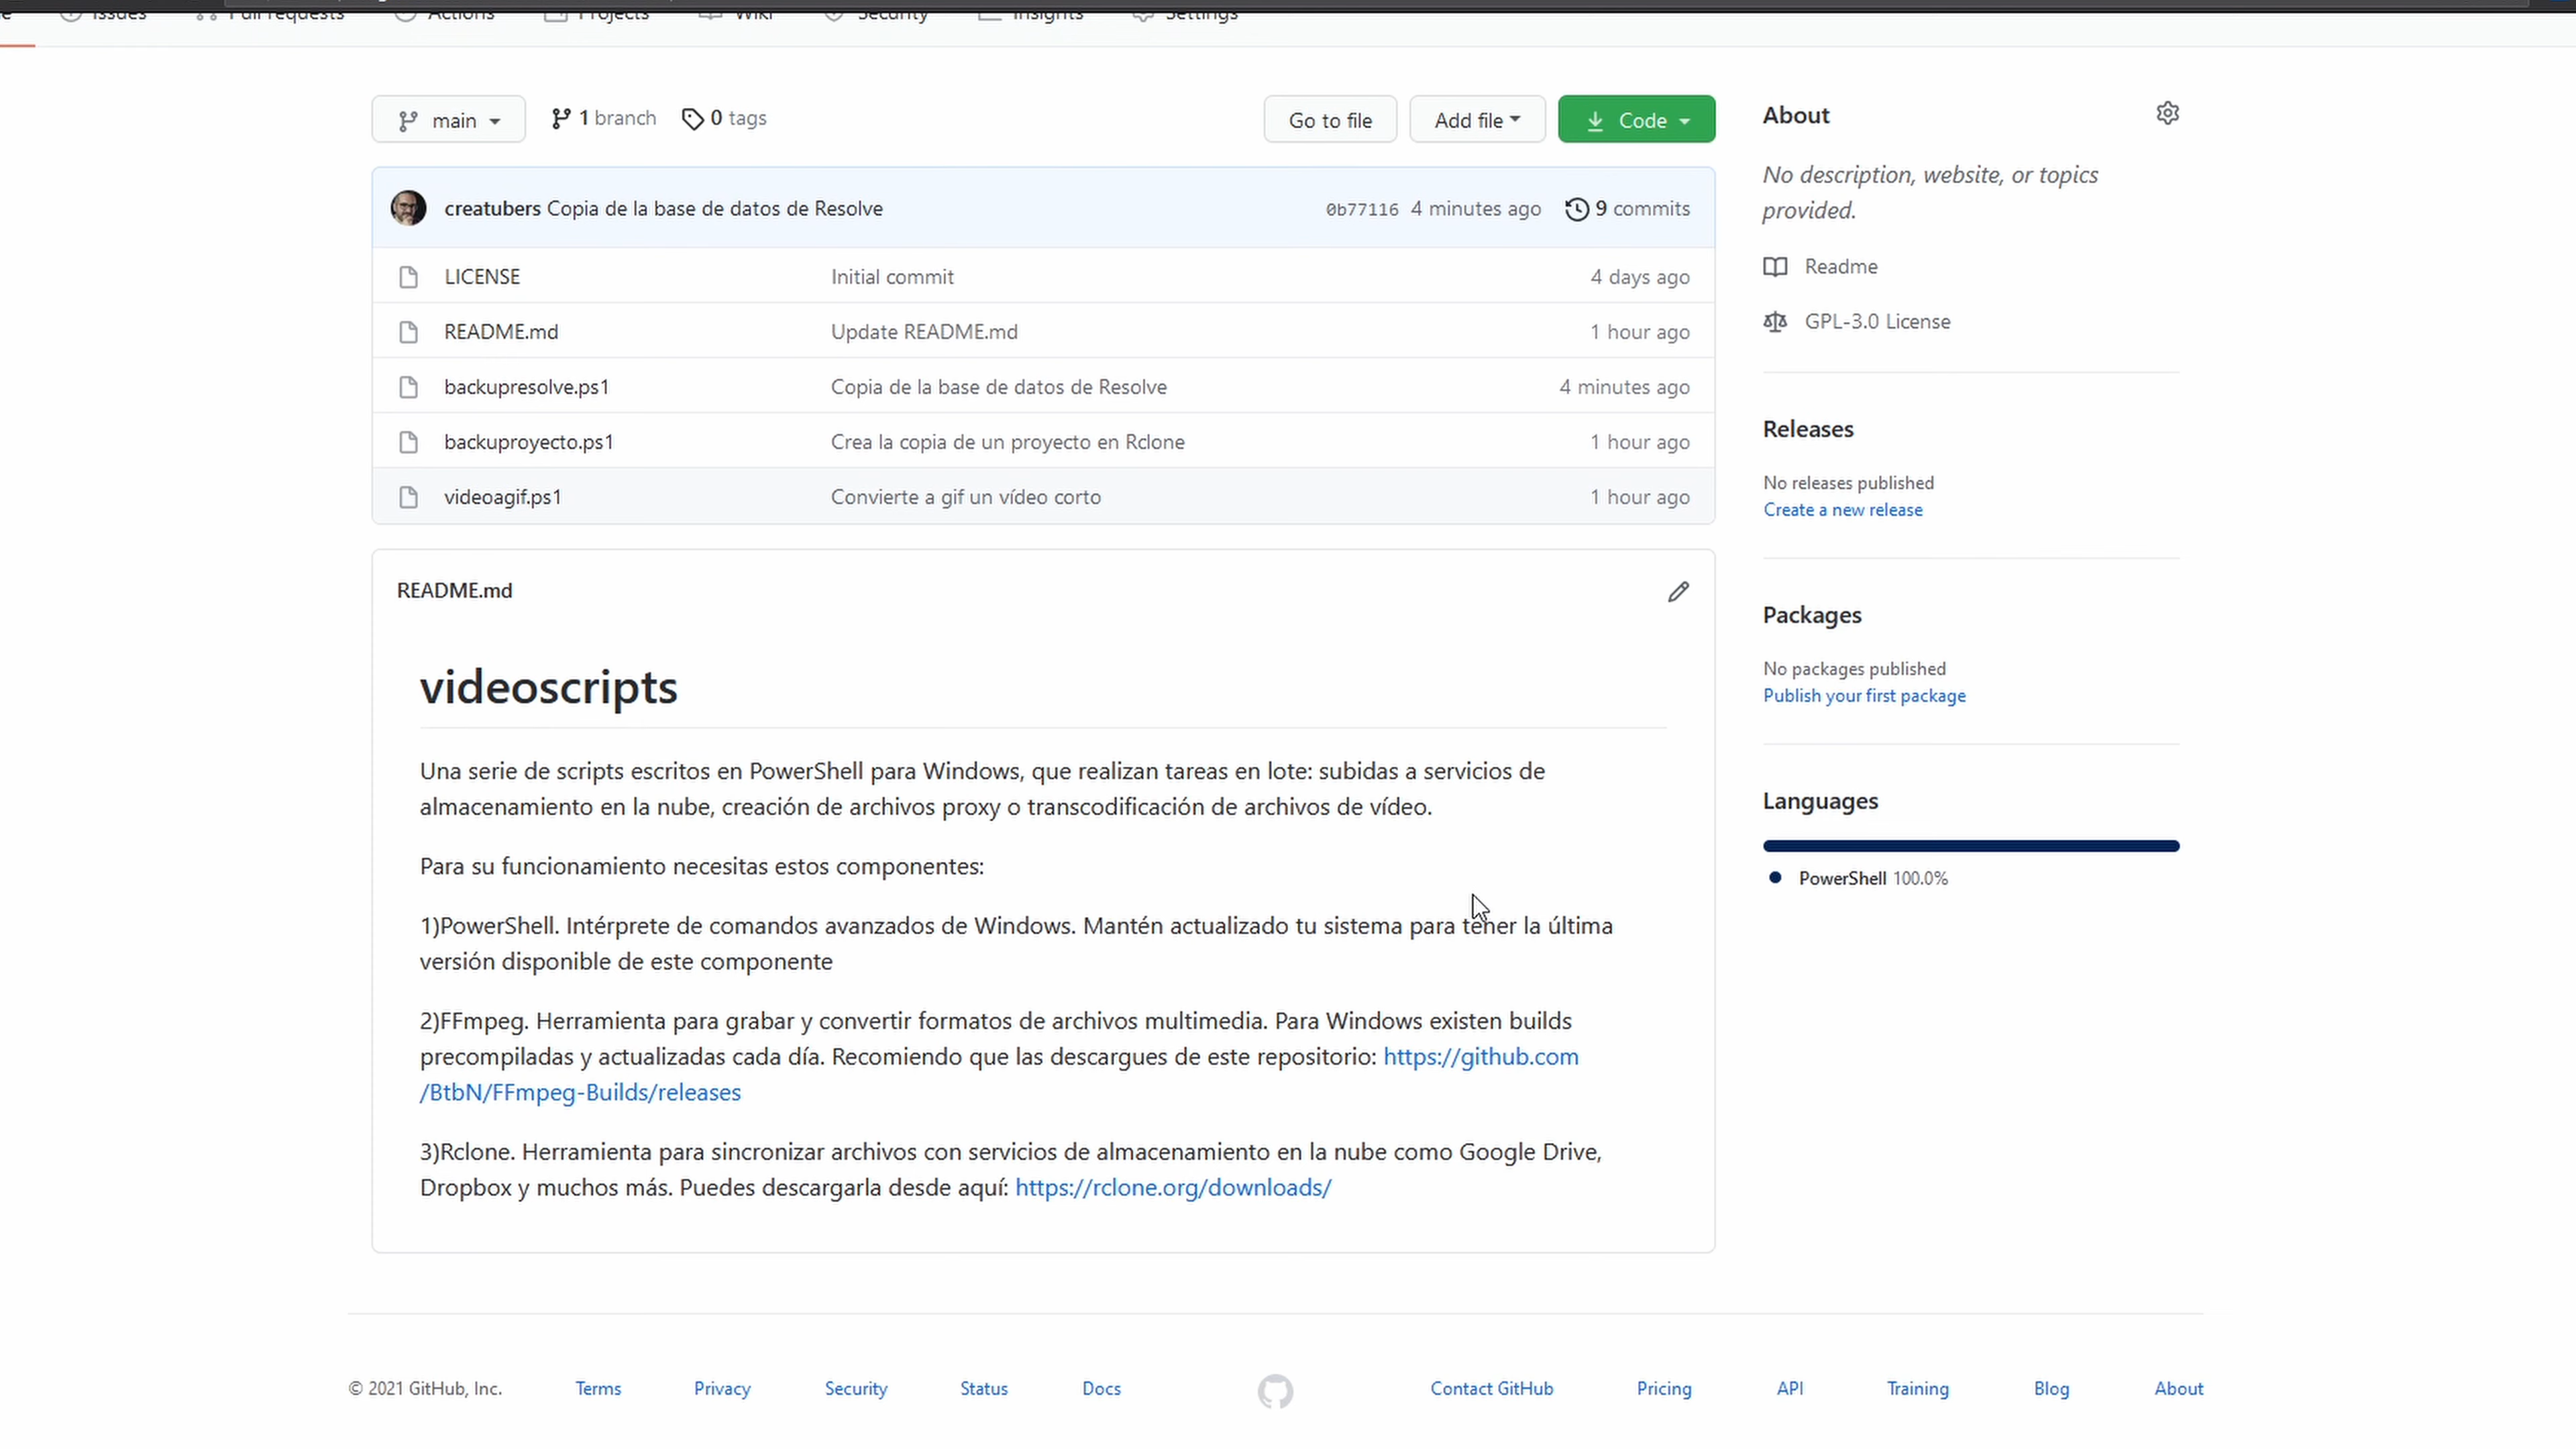 Issues Pull requests Actions Projects Wiki Security Insights Settings
main 1 branch 0 tags Go to file Add file Code
creatubers Copia de la base de datos de Resolve 0b77116 4 minutes ago 9 commits
LICENSE Initial commit 4 days ago
README.md Update README.md 1 hour ago
backupresolve.ps1 Copia de la base de datos de Resolve 4 minutes ago
backuproyecto.ps1 Crea la copia de un proyecto en Rclone 1 hour ago
videoagif.ps1 Convierte a gif un vídeo corto 1 hour ago
README.md
videoscripts
Una serie de scripts escritos en PowerShell para Windows, que realizan tareas en lote: subidas a servicios de
almacenamiento en la nube, creación de archivos proxy o transcodificación de archivos de vídeo.
Para su funcionamiento necesitas estos componentes:
1)PowerShell. Intérprete de comandos avanzados de Windows. Mantén actualizado tu sistema para tener la última
versión disponible de este componente
2)FFmpeg. Herramienta para grabar y convertir formatos de archivos multimedia. Para Windows existen builds
precompiladas y actualizadas cada día. Recomiendo que las descargues de este repositorio: https://github.com
/BtbN/FFmpeg-Builds/releases
3)Rclone. Herramienta para sincronizar archivos con servicios de almacenamiento en la nube como Google Drive,
Dropbox y muchos más. Puedes descargarla desde aquí: https://rclone.org/downloads/
About
No description, website, or topics
provided.
Readme
GPL-3.0 License
Releases
No releases published
Create a new release
Packages
No packages published
Publish your first package
Languages
PowerShell 100.0%
© 2021 GitHub, Inc. Terms Privacy Security Status Docs Contact GitHub Pricing API Training Blog About